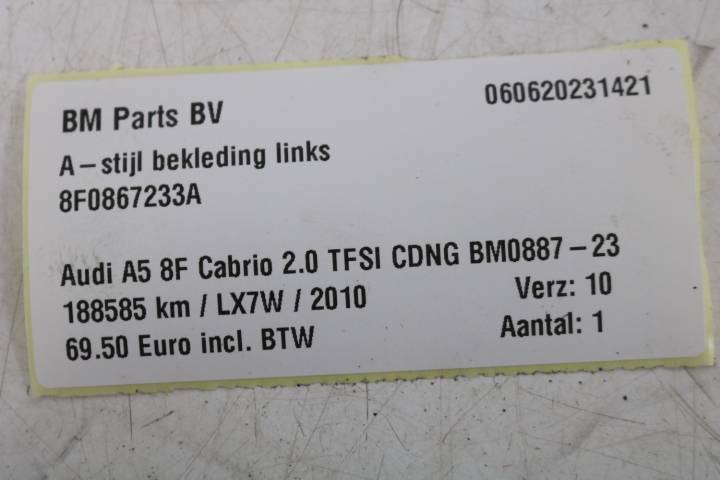 BM Parts BV 060620231421
A-stijl bekleding links
8F0867233A
Audi A5 8F Cabrio 2.0 TFSI CDNG BM0887-23
188585 km / LX7W / 2010 Verz: 10
69.50 Euro incl. BTW Aantal: 1